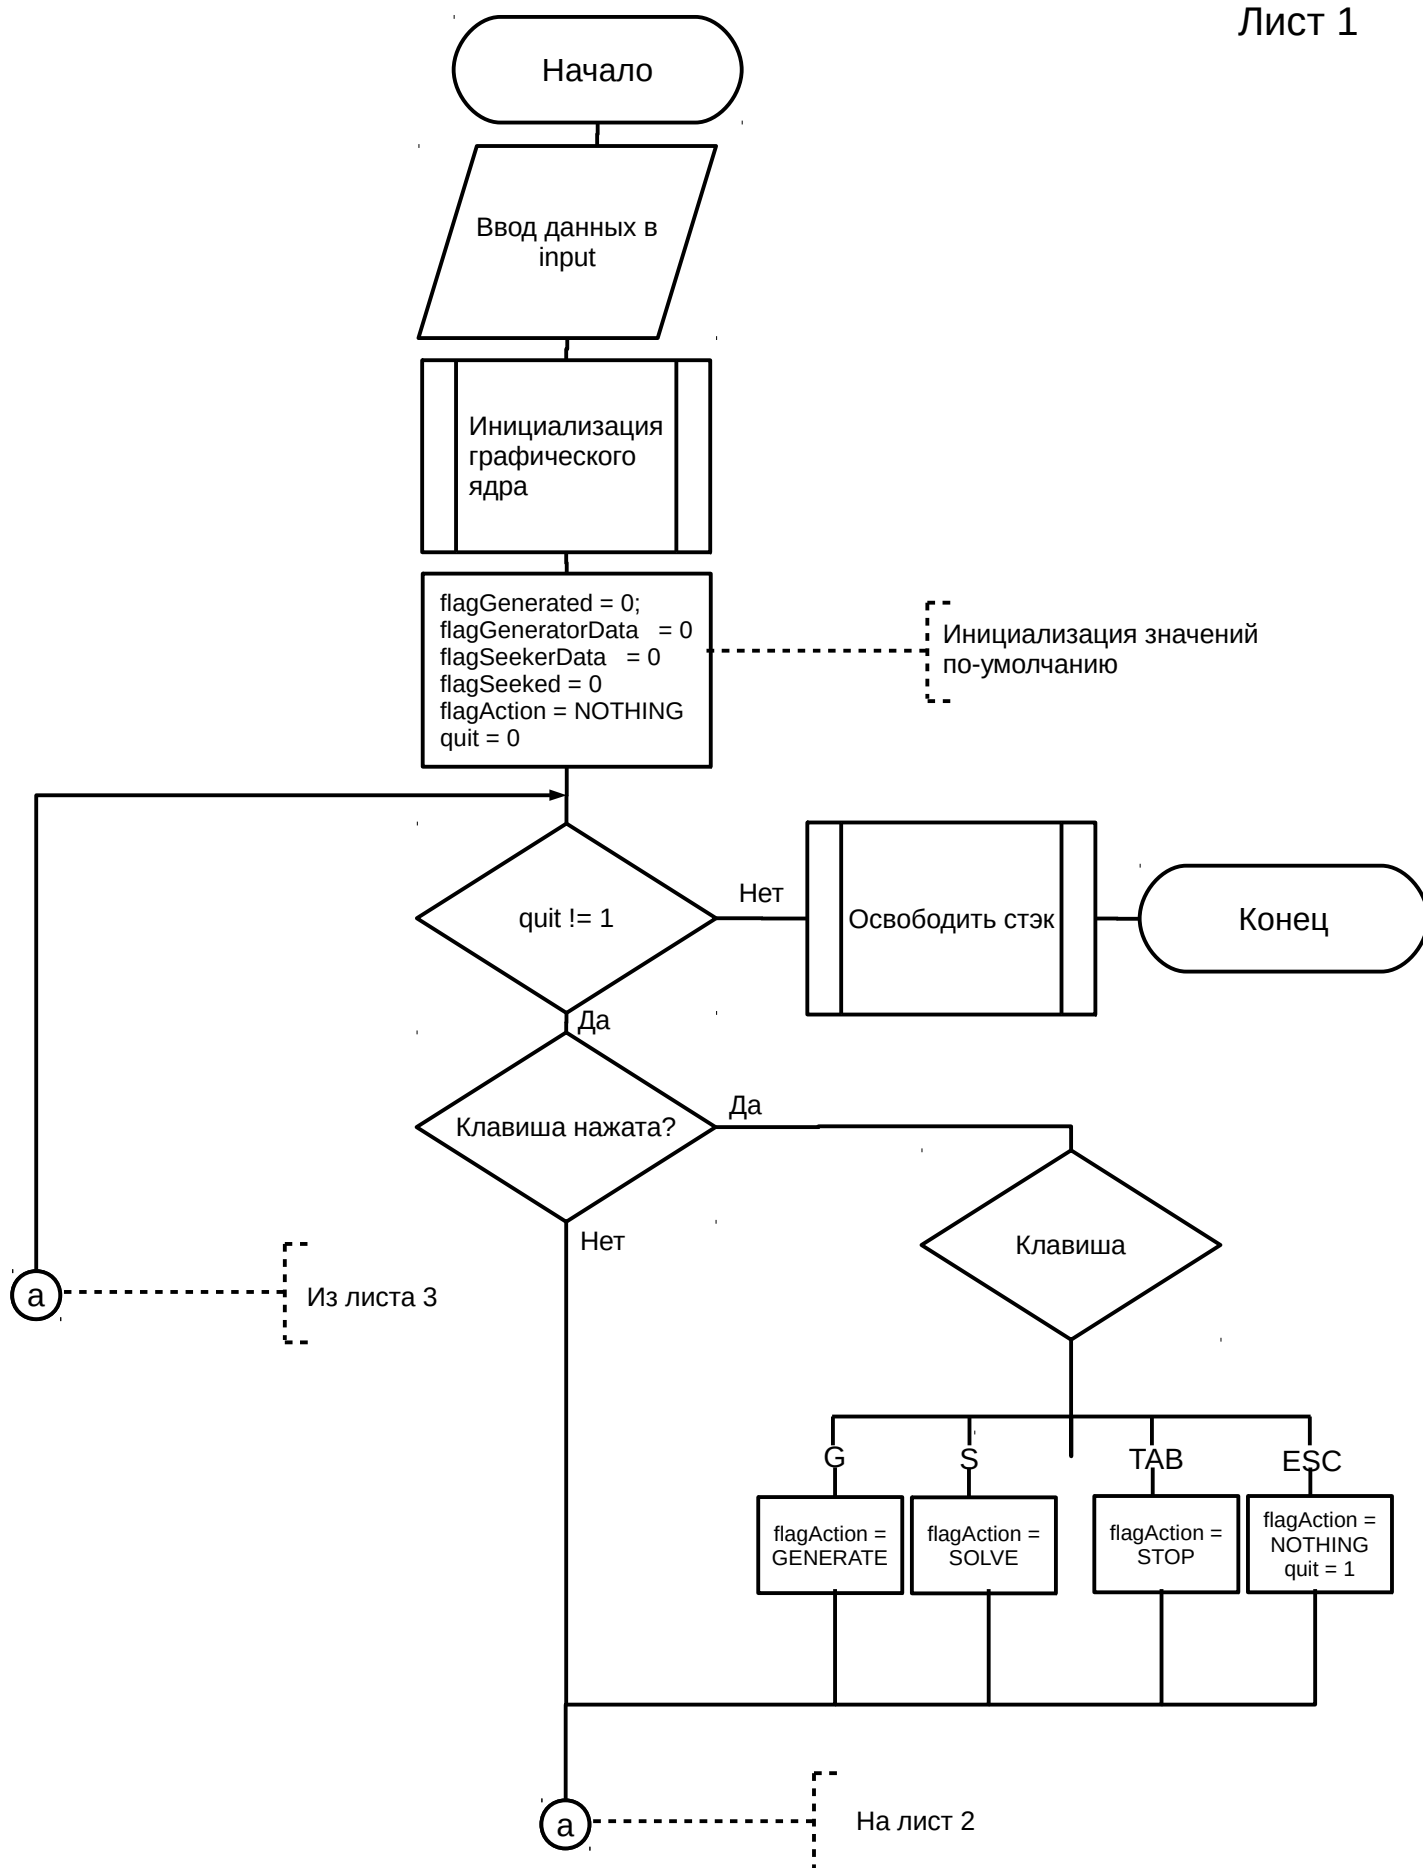 Лист 1
Начало
Ввод данных в
input
Инициализация
графического
ядра
flagGenerated = 0;
flagGeneratorData = 0
flagSeekerData = 0
flagSeeked = 0
flagAction = NOTHING
quit = 0
Инициализация значений
по-умолчанию
quit != 1
Нет
Освободить стэк
Конец
Да
Клавиша нажата?
Да
Нет
Клавиша
а
Из листа 3
G
S
TAB
ESC
flagAction =
GENERATE
flagAction =
SOLVE
flagAction =
STOP
flagAction =
NOTHING
quit = 1
а
На лист 2